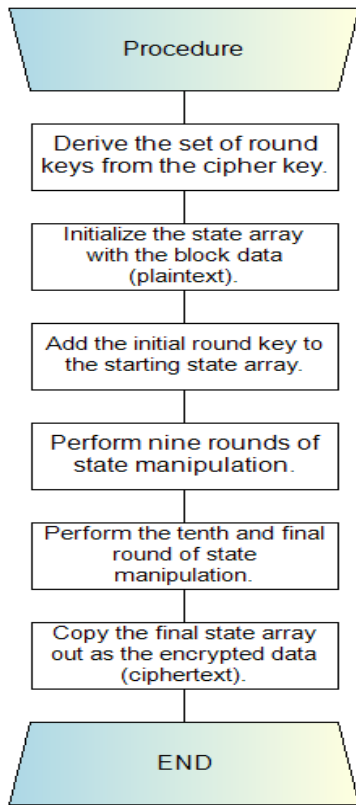 Procedure
Derive the set of round
keys from the cipher key.
Initialize the state array
with the block data
(plaintext).
Add the initial round key to
the starting state array.
Perform nine rounds of
state manipulation.
Perform the tenth and final
round of state
manipulation.
Copy the final state array
out as the encrypted data
(ciphertext).
END